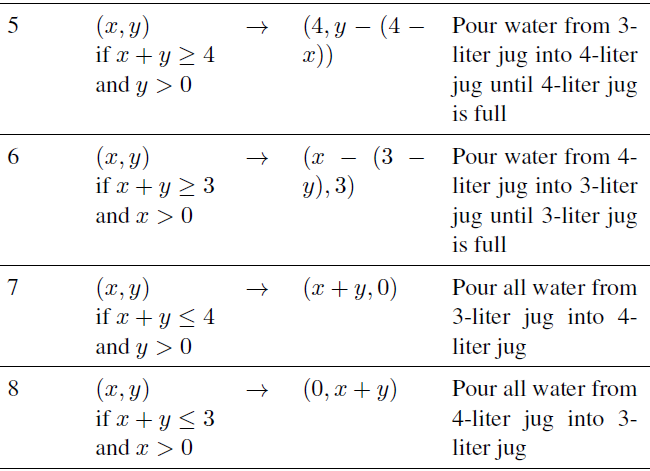 5 (x, y) → (4, y − (4 − Pour water from 3-
if x + y ≥ 4 x)) liter jug into 4-liter
and y > 0 jug until 4-liter jug
is full
6 (x, y) → (x − (3 − Pour water from 4-
if x + y ≥ 3 y), 3) liter jug into 3-liter
and x > 0 jug until 3-liter jug
is full
7 (x, y) → (x + y, 0) Pour all water from
if x + y ≤ 4 3-liter jug into 4-
and y > 0 liter jug
8 (x, y) → (0, x + y) Pour all water from
if x + y ≤ 3 4-liter jug into 3-
and x > 0 liter jug